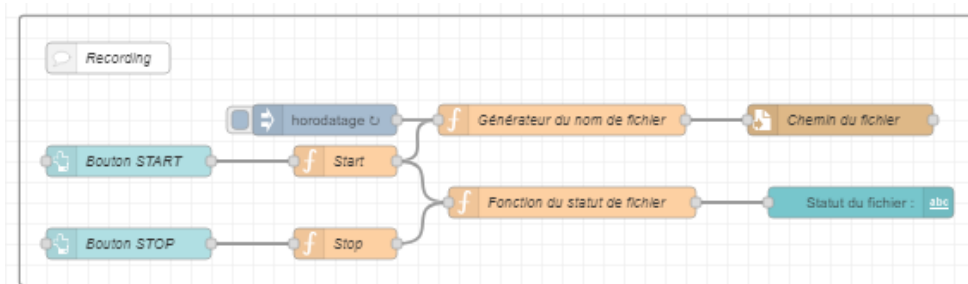 Recording
horodatage ↻
Générateur du nom de fichier
Chemin du fichier
Bouton START
Start
Fonction du statut de fichier
Statut du fichier :
abc
Bouton STOP
Stop